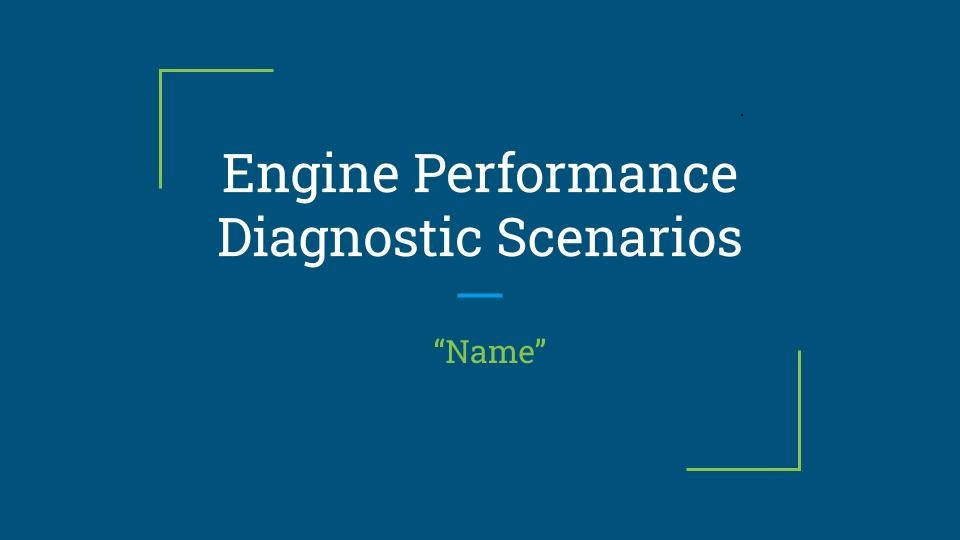 Engine Performance
Diagnostic Scenarios
“Name”